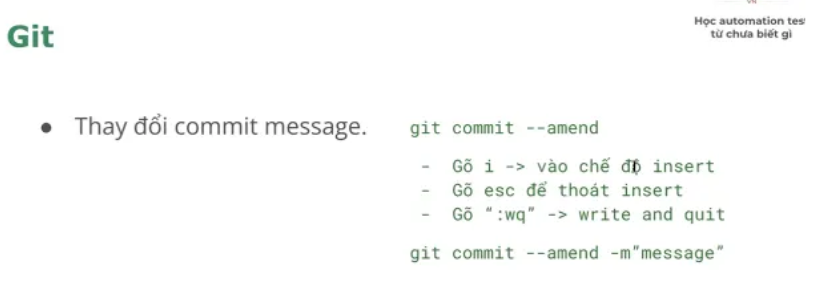 Học automation tes
từ chưa biết gì
Git
● Thay đổi commit message.
git commit --amend
- Gõ i -> vào chế độ insert
- Gõ esc để thoát insert
- Gõ ":wq" -> write and quit
git commit --amend -m"message"